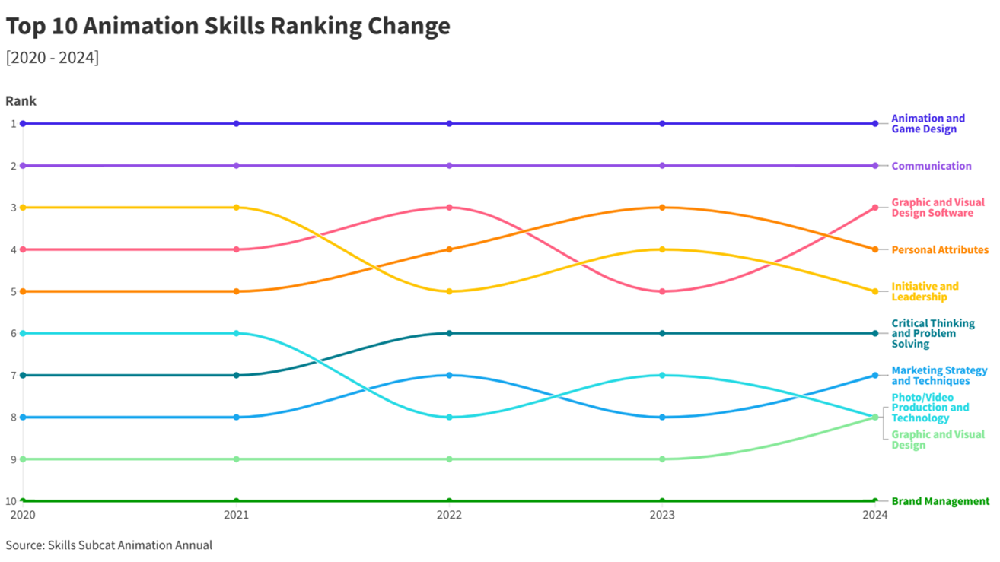 Top 10 Animation Skills Ranking Change
[2020 - 2024]
Rank
1
2
3
4
5
6
7
8
9
10
Animation and
Game Design
Communication
Graphic and Visual
Design Software
Personal Attributes
Initiative and
Leadership
Critical Thinking
and Problem
Solving
Marketing Strategy
and Techniques
Photo/Video
Production and
Technology
Graphic and Visual
Design
Brand Management
2020 2021 2022 2023 2024
Source: Skills Subcat Animation Annual